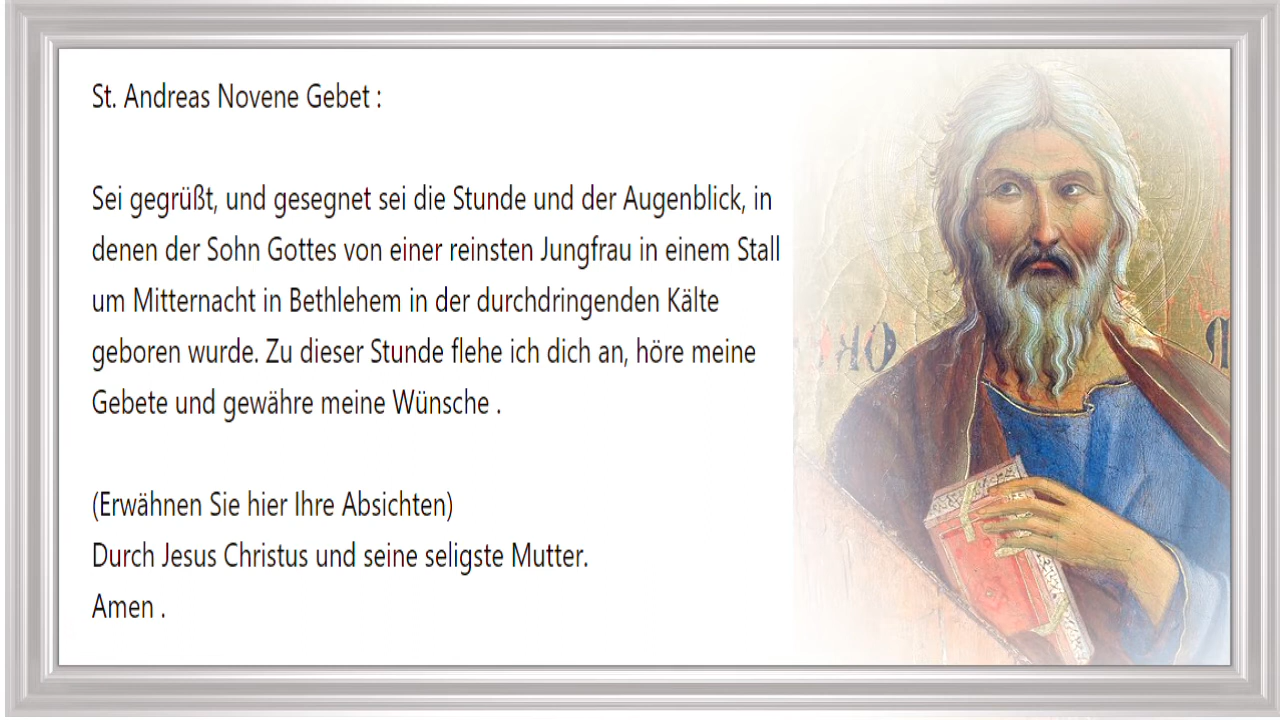 St. Andreas Novene Gebet :
Sei gegrüßt, und gesegnet sei die Stunde und der Augenblick, in
denen der Sohn Gottes von einer reinsten Jungfrau in einem Stall
um Mitternacht in Bethlehem in der durchdringenden Kälte
geboren wurde. Zu dieser Stunde flehe ich dich an, höre meine
Gebete und gewähre meine Wünsche .
(Erwähnen Sie hier Ihre Absichten)
Durch Jesus Christus und seine seligste Mutter.
Amen .